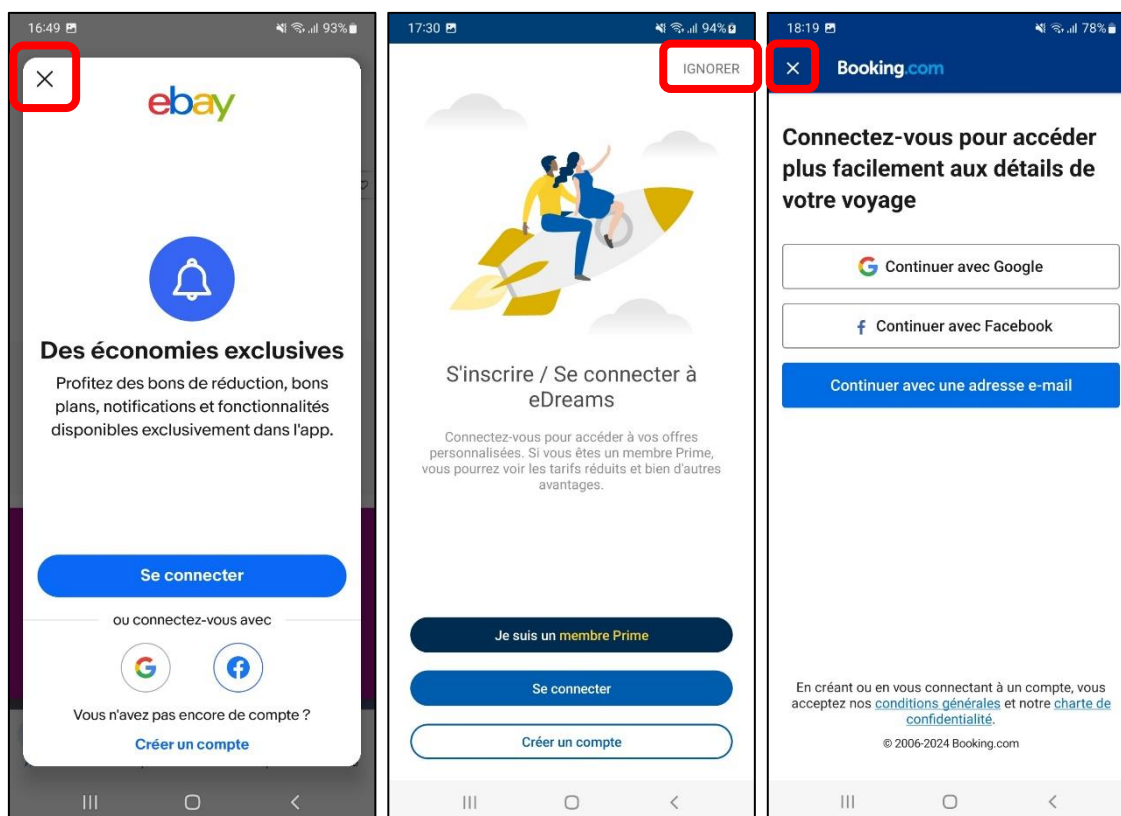 16:49
93%
ebay
Des économies exclusives
Profitez des bons de réduction, bons
plans, notifications et fonctionnalités
disponibles exclusivement dans l'app.
Se connecter
ou connectez-vous avec
Vous n'avez pas encore de compte ?
Créer un compte
17:30
94%
IGNORER
S'inscrire / Se connecter à
eDreams
Connectez-vous pour accéder à vos offres
personnalisées. Si vous êtes un membre Prime,
vous pourrez voir les tarifs réduits et bien d'autres
avantages.
Je suis un membre Prime
Se connecter
Créer un compte
18:19
78%
Booking.com
Connectez-vous pour accéder
plus facilement aux détails de
votre voyage
Continuer avec Google
Continuer avec Facebook
Continuer avec une adresse e-mail
En créant ou en vous connectant à un compte, vous
acceptez nos conditions générales et notre charte de
confidentialité.
© 2006-2024 Booking.com